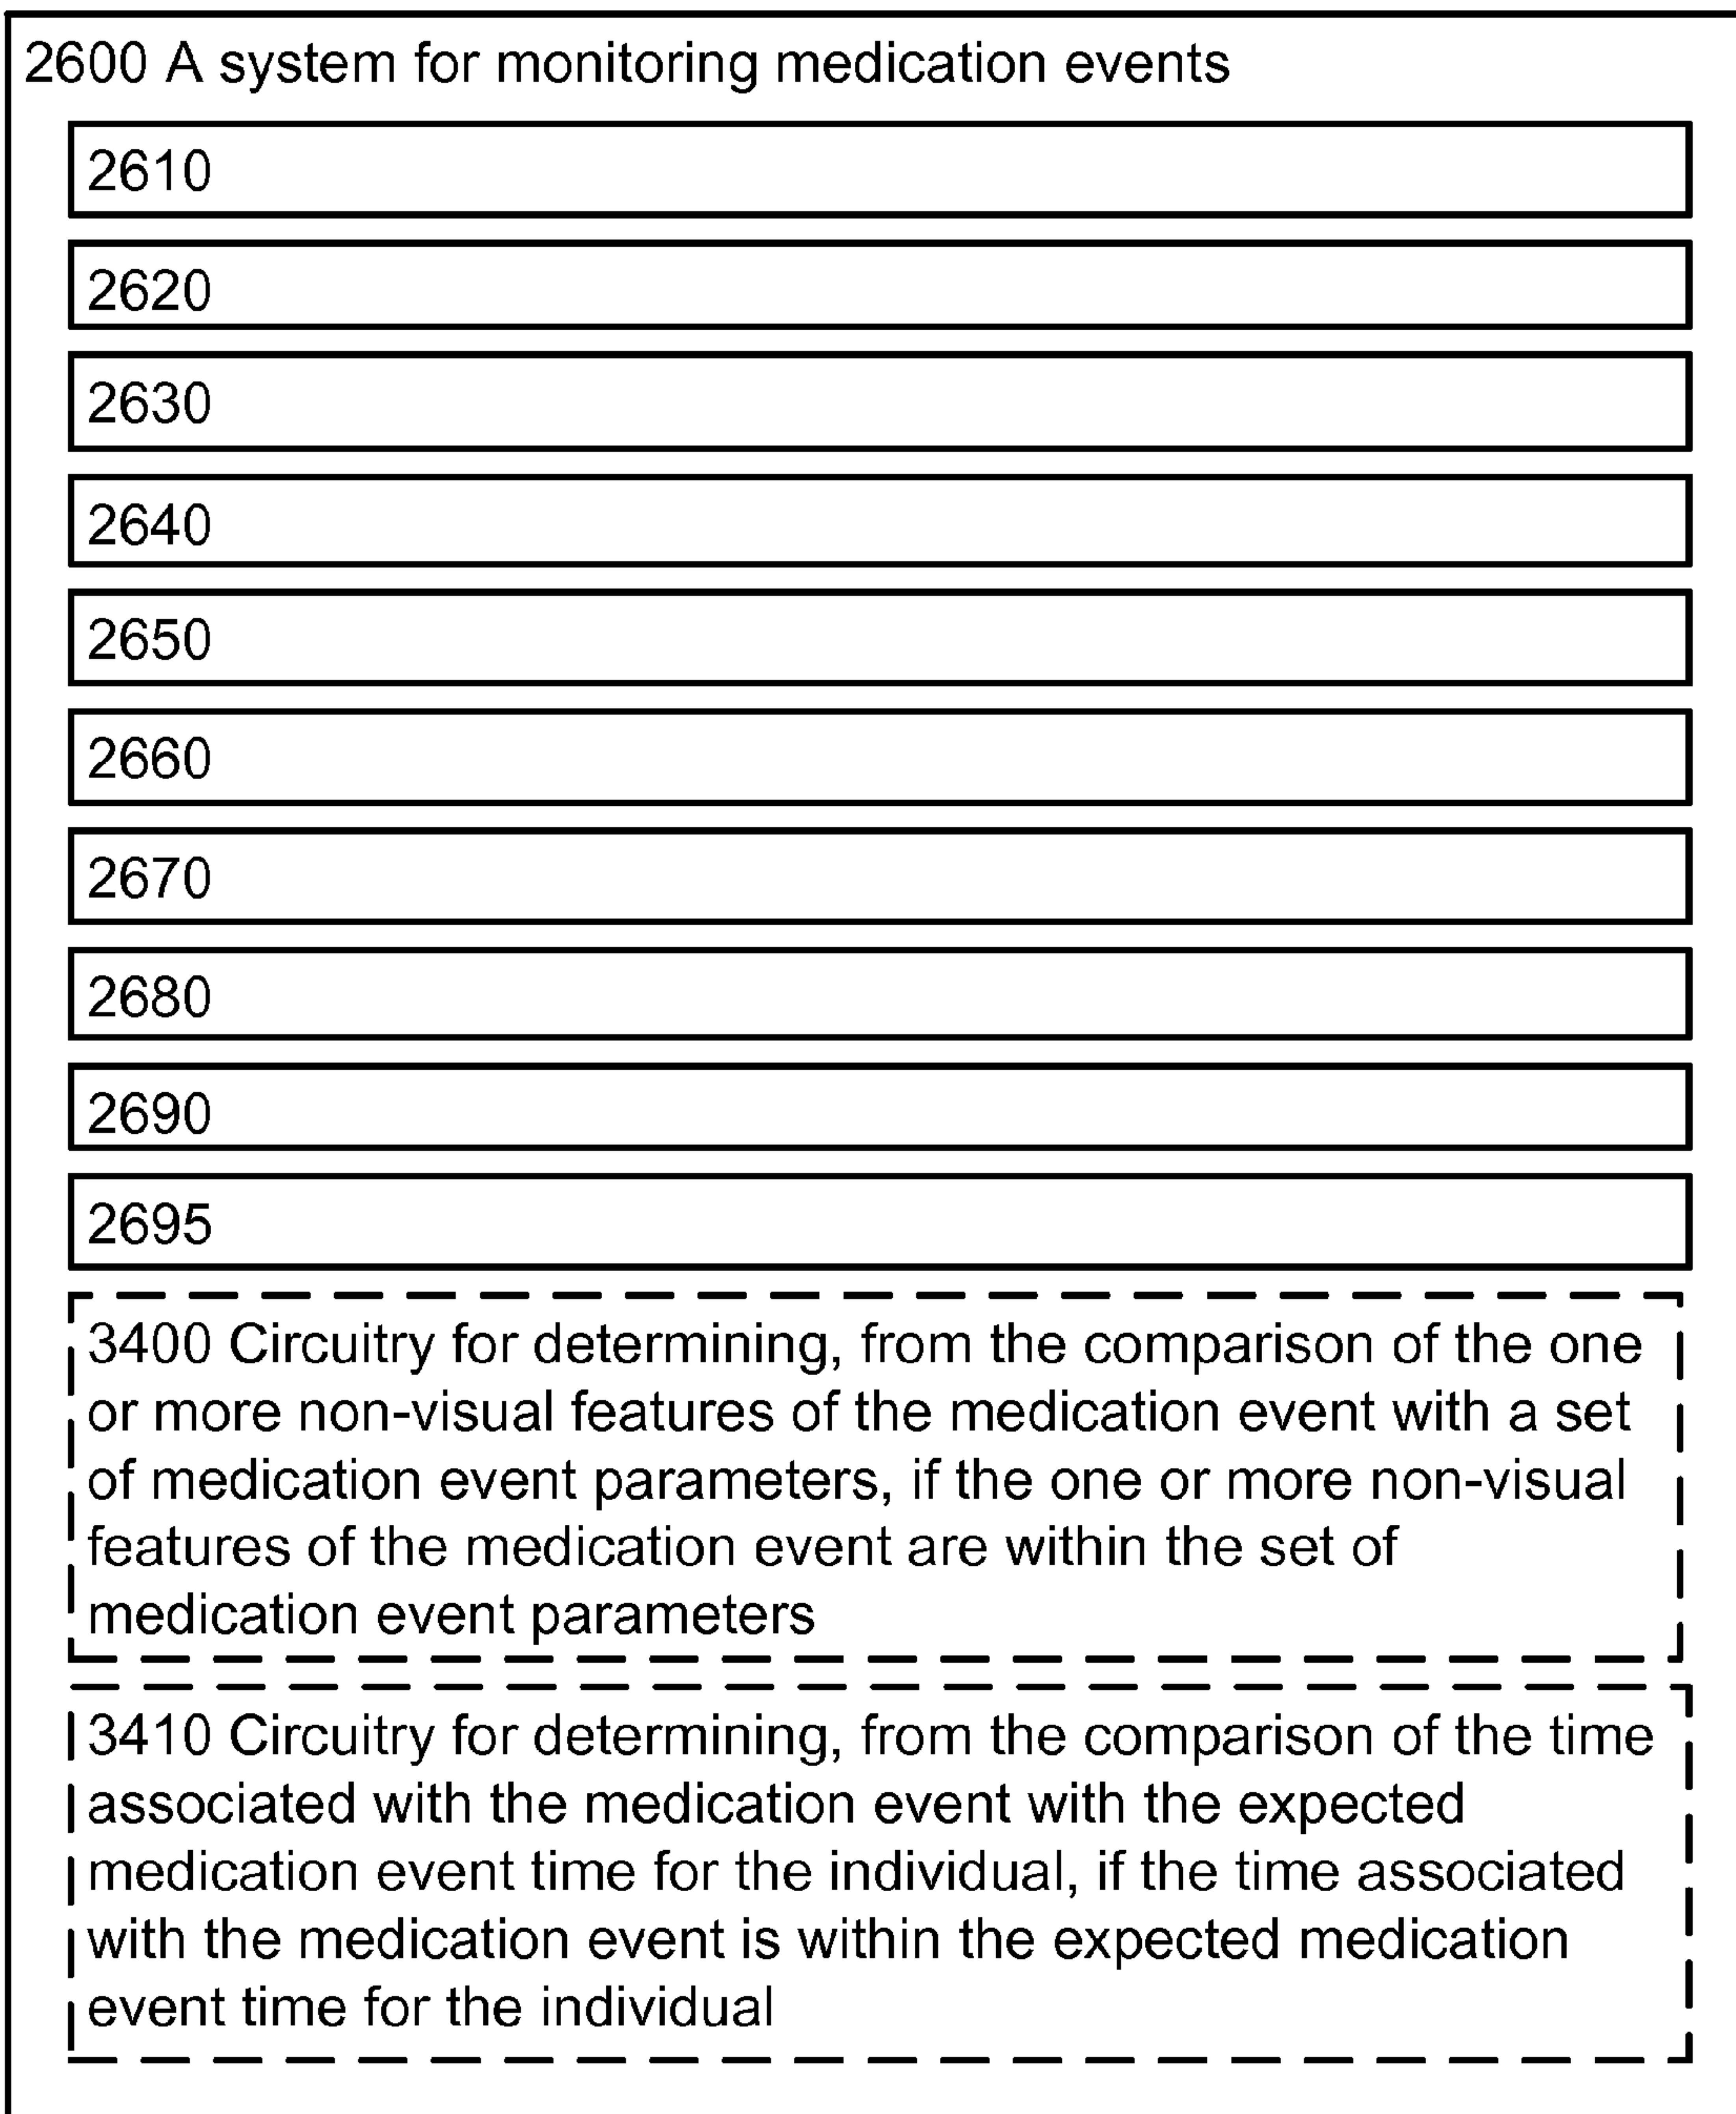 2600 A system for monitoring medication events
2610
2620
2630
2640
2650
2660
2670
2680
2690
2695
3400 Circuitry for determining, from the comparison of the one
or more non-visual features of the medication event with a set
of medication event parameters, if the one or more non-visual
features of the medication event are within the set of
medication event parameters
3410 Circuitry for determining, from the comparison of the time
associated with the medication event with the expected
medication event time for the individual, if the time associated
with the medication event is within the expected medication
event time for the individual